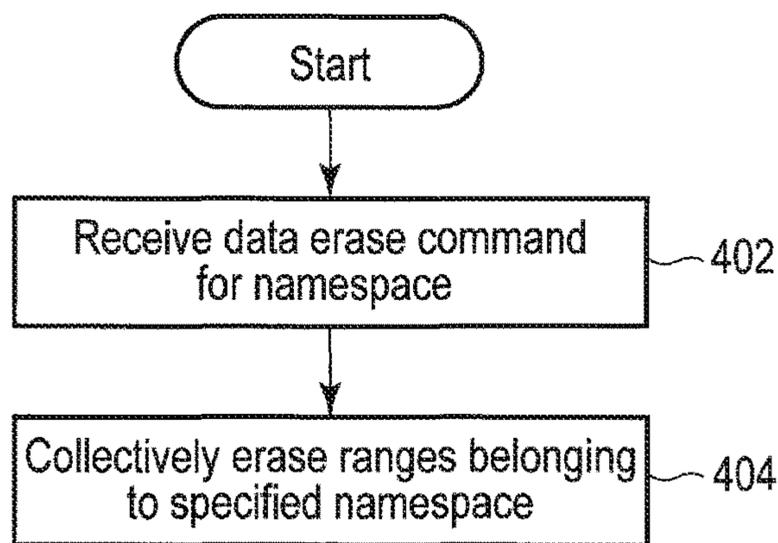 Start
Receive data erase command
for namespace
402
Collectively erase ranges belonging
to specified namespace
404